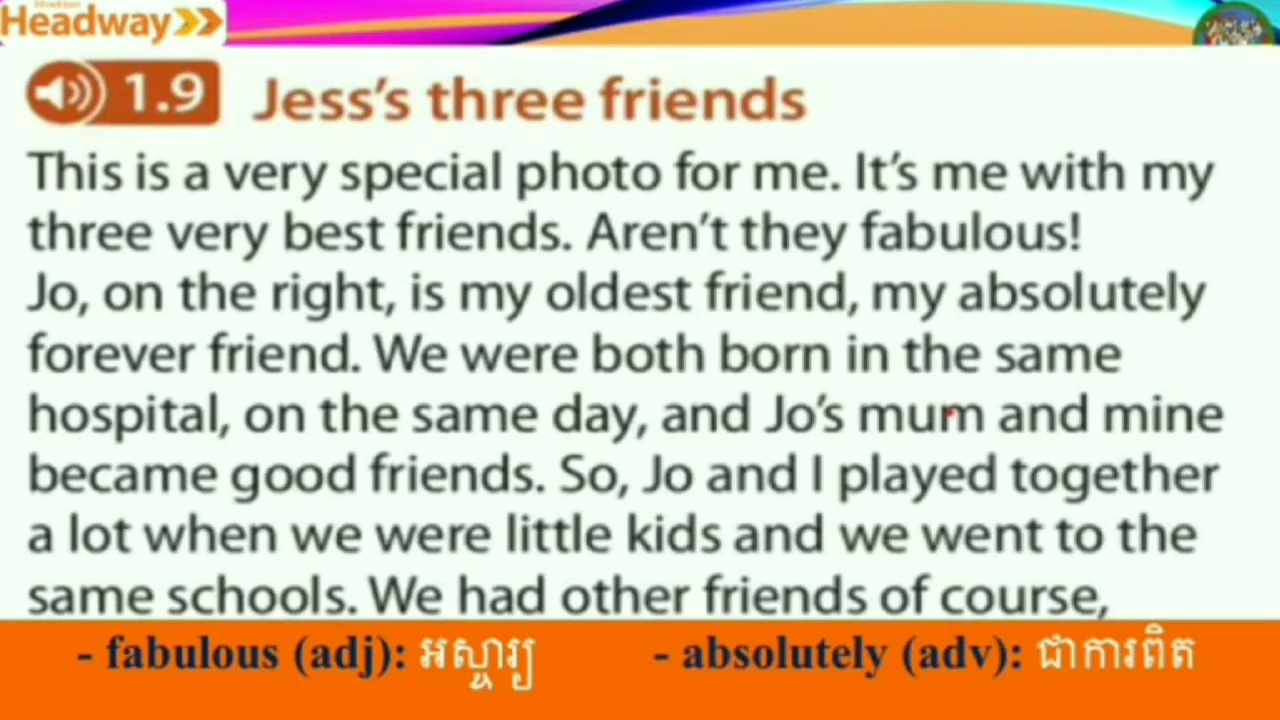 Headway
1.9 Jess's three friends
This is a very special photo for me. It's me with my
three very best friends. Aren't they fabulous!
Jo, on the right, is my oldest friend, my absolutely
forever friend. We were both born in the same
hospital, on the same day, and Jo's mum and mine
became good friends. So, Jo and I played together
a lot when we were little kids and we went to the
same schools. We had other friends of course,
- fabulous (adj): អស្ចារ្យ - absolutely (adv): ជាការពិត